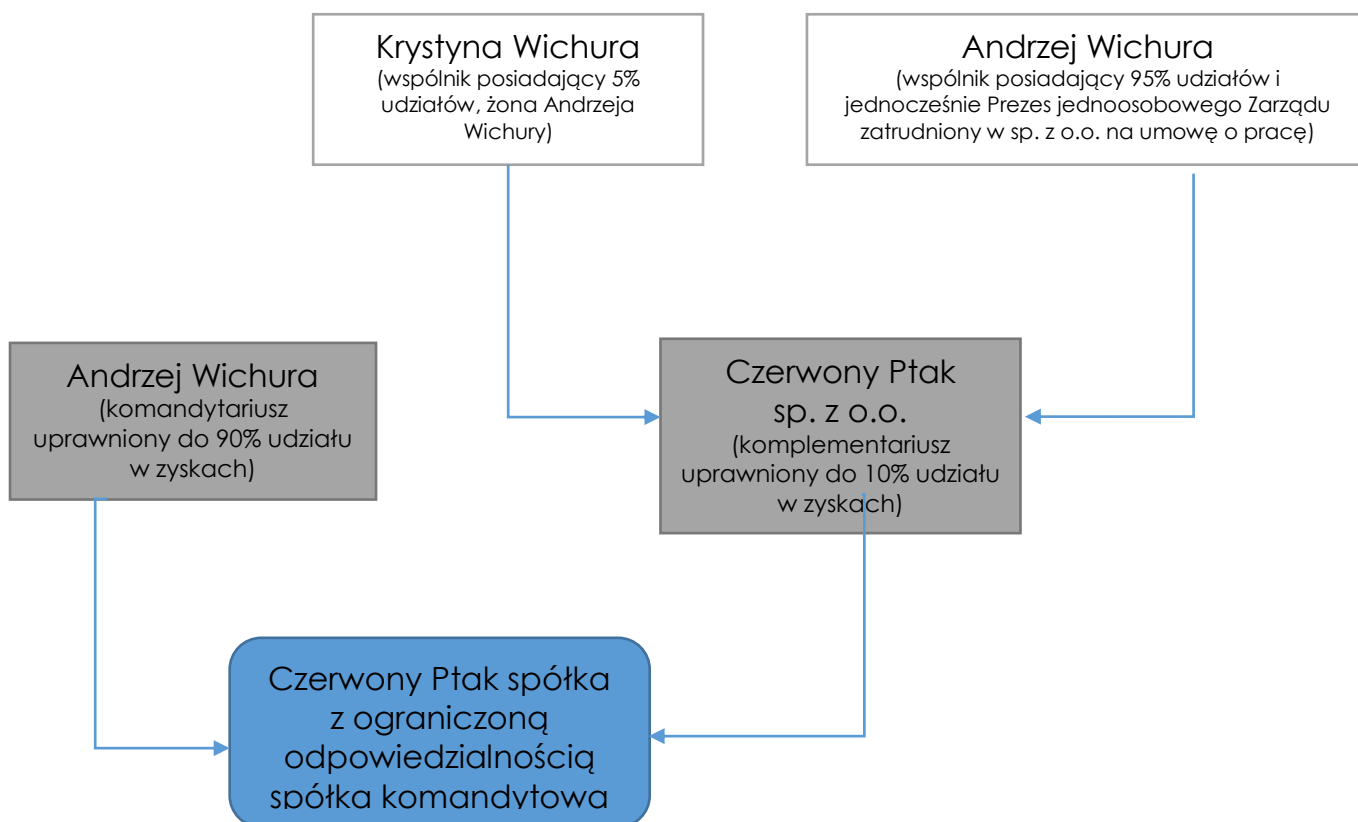 Krystyna Wichura
(wspólnik posiadający 5%
udziałów, żona Andrzeja
Wichury)
Andrzej Wichura
(wspólnik posiadający 95% udziałów i
jednocześnie Prezes jednoosobowego Zarządu
zatrudniony w sp. z o.o. na umowę o pracę)
Andrzej Wichura
(komandytariusz
uprawniony do 90% udziału
w zyskach)
Czerwony Ptak
sp. z o.o.
(komplementariusz
uprawniony do 10% udziału
w zyskach)
Czerwony Ptak spółka
z ograniczoną
odpowiedzialnością
spółka komandytowa